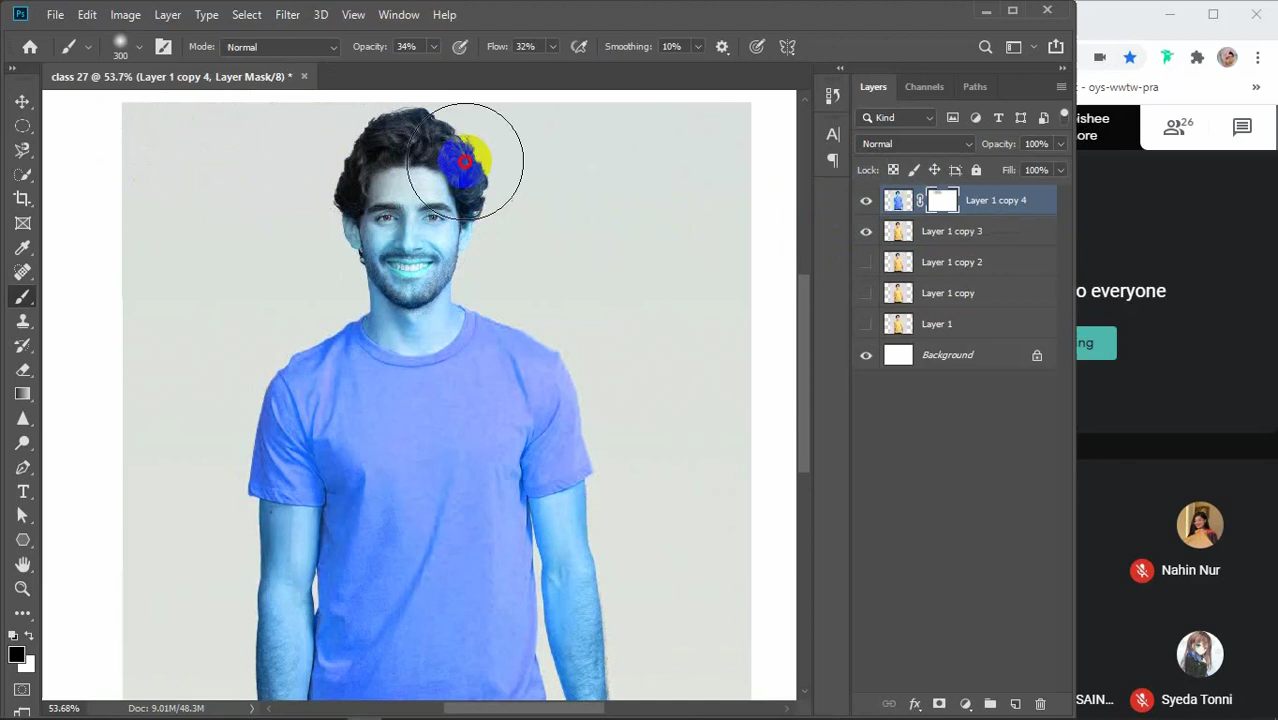 Ps File Edit Image Layer Type Select Filter 3D View Window Help
300 Mode: Normal Opacity: 34% Flow: 32% Smoothing: 10%
class 27 @ 53.7% (Layer 1 copy 4, Layer Mask/8) *
Layers Channels Paths
Kind
Normal Opacity: 100%
Lock: Fill: 100%
Layer 1 copy 4
Layer 1 copy 3
Layer 1 copy 2
Layer 1 copy
Layer 1
Background
53.68% Doc: 9.01M/48.3M
- oys-wwtw-pra
ishee
ore
26
o everyone
ng
Nahin Nur
SAIN...
Syeda Tonni